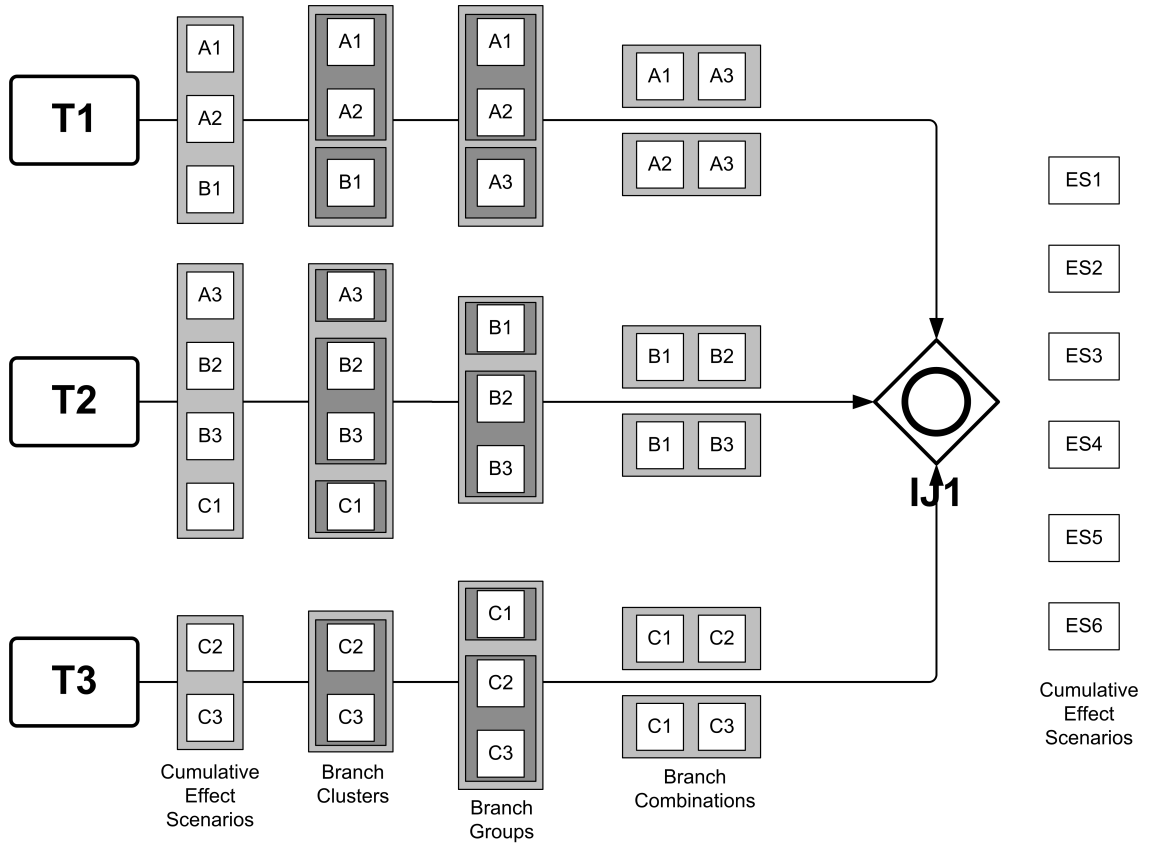 T1
A1
A2
B1
A1
A2
B1
A1
A2
A3
A1 A3
A2 A3
T2
A3
B2
B3
C1
A3
B2
B3
C1
B1
B2
B3
B1 B2
B1 B3
IJ1
T3
C2
C3
C2
C3
C1
C2
C3
C1 C2
C1 C3
ES1
ES2
ES3
ES4
ES5
ES6
Cumulative
Effect
Scenarios
Branch
Clusters
Branch
Groups
Branch
Combinations
Cumulative
Effect
Scenarios